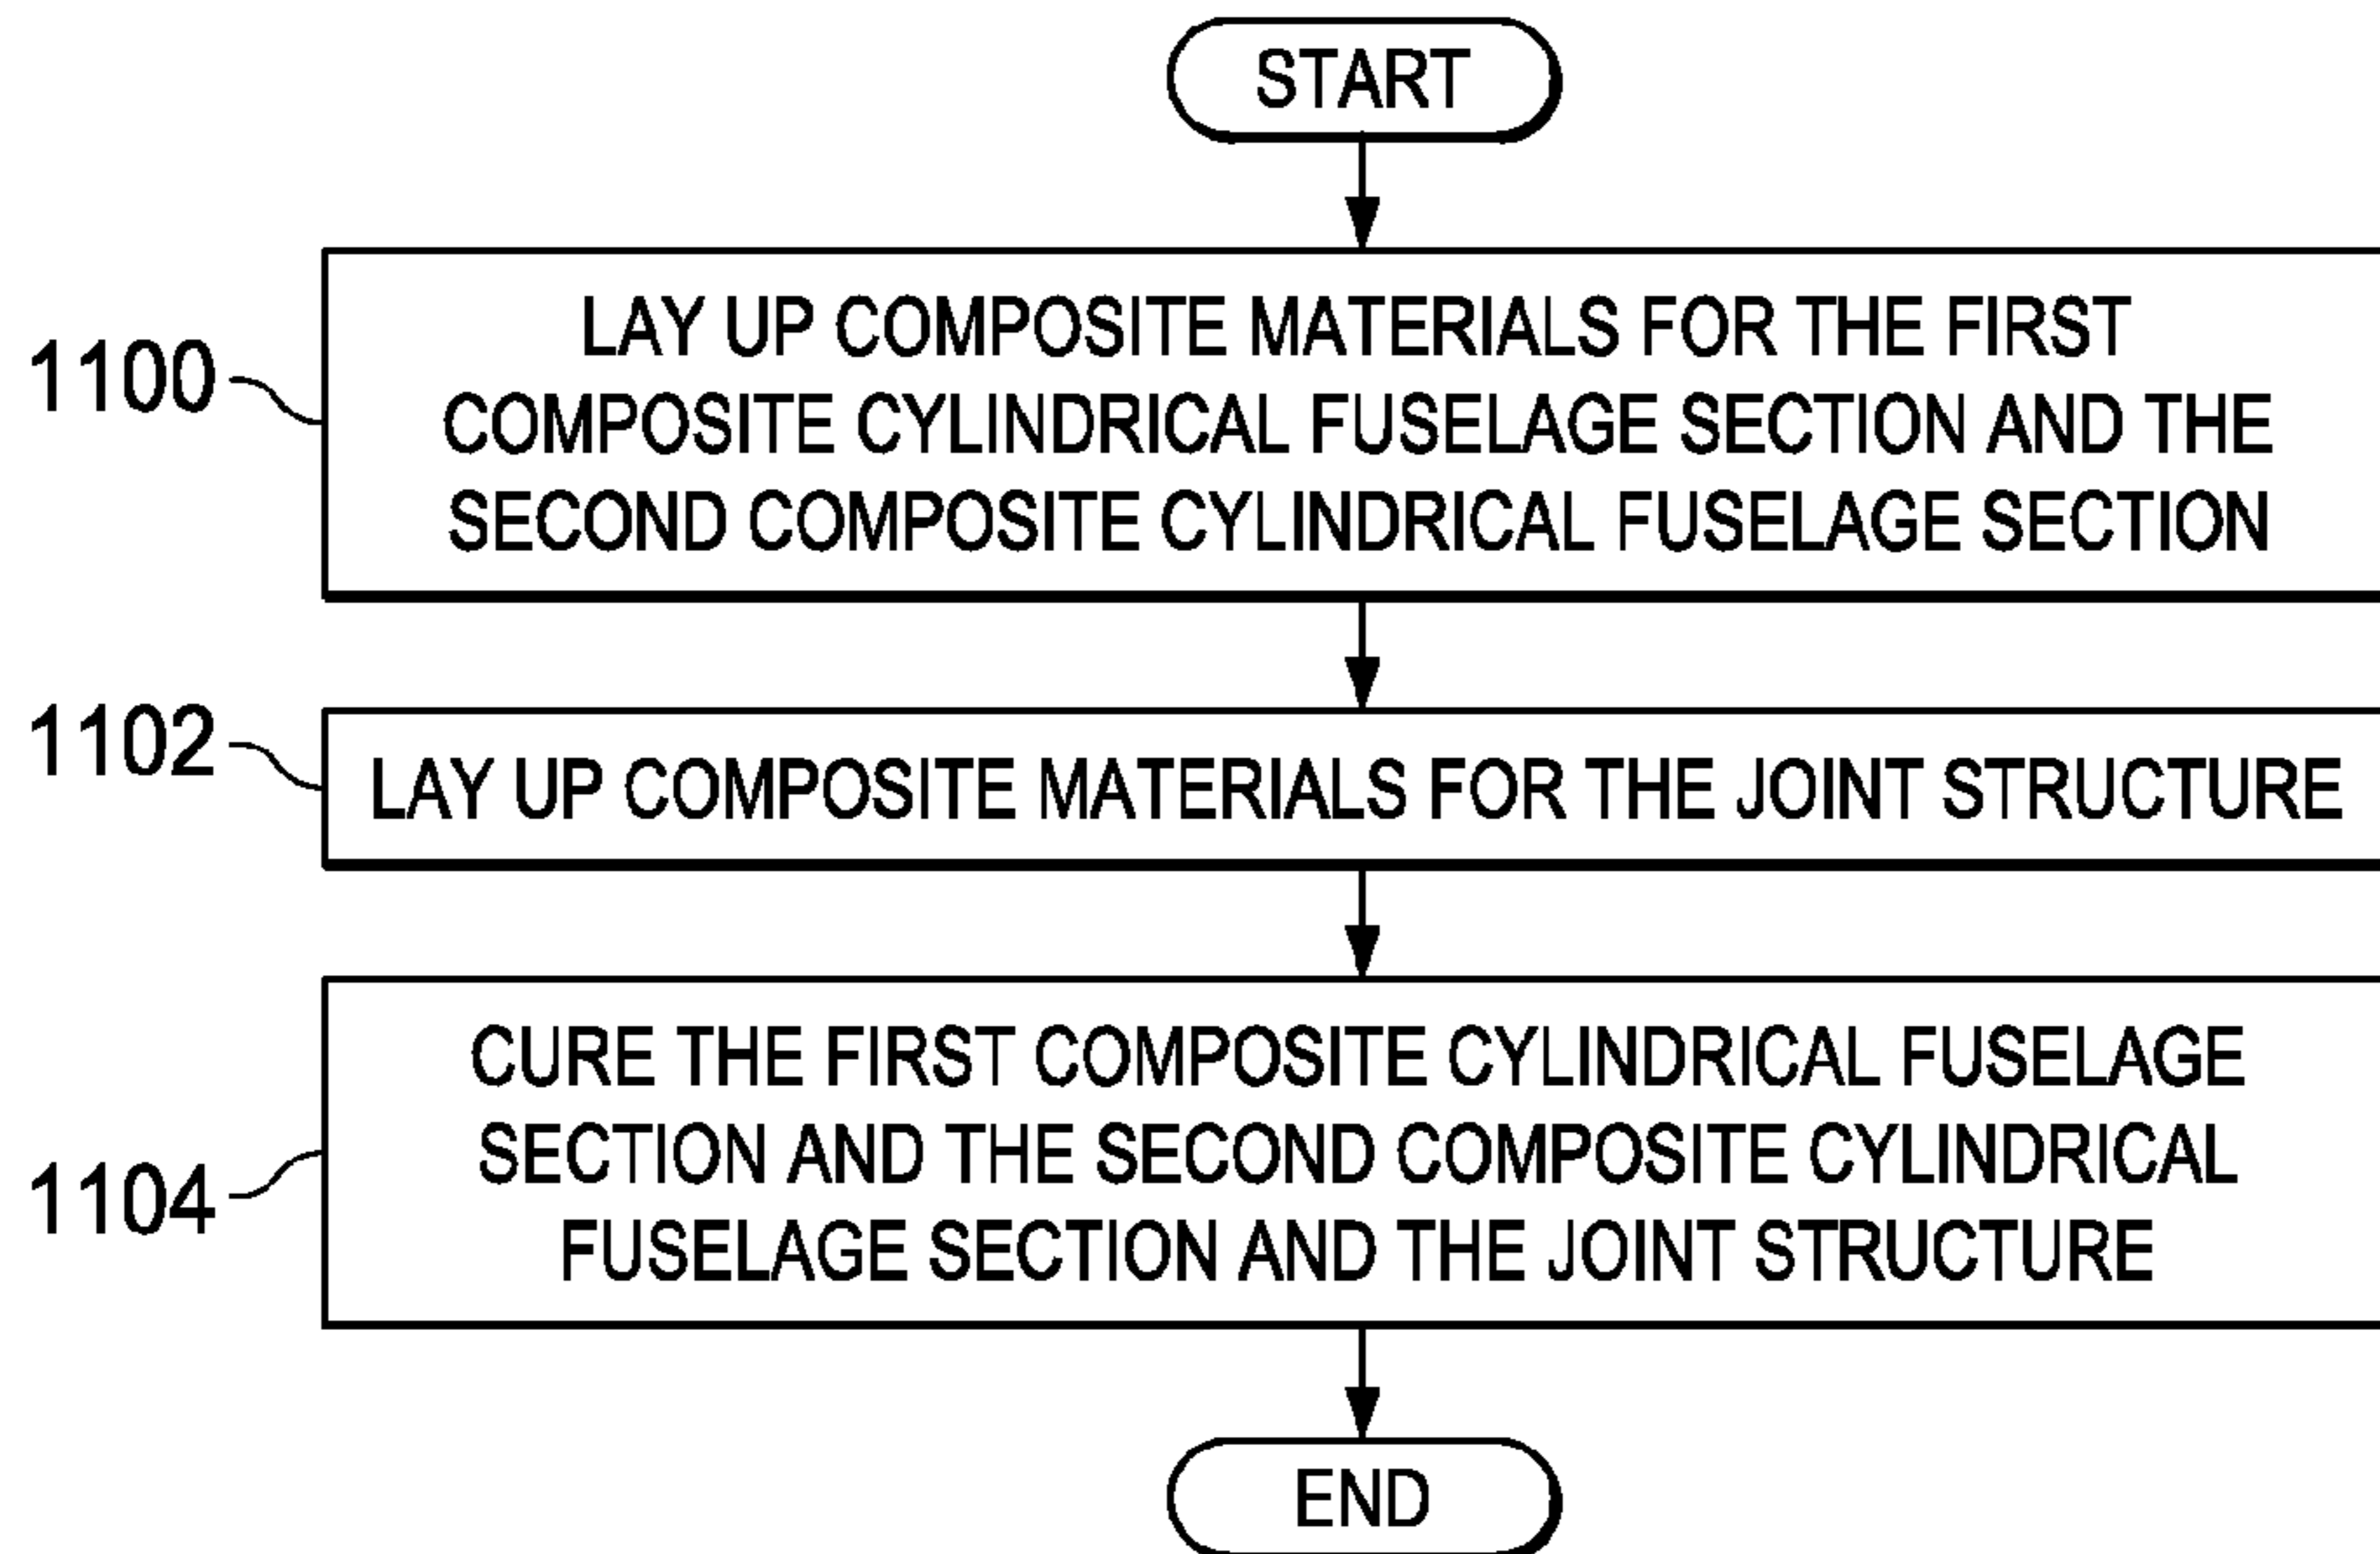 START
1100
LAY UP COMPOSITE MATERIALS FOR THE FIRST
COMPOSITE CYLINDRICAL FUSELAGE SECTION AND THE
SECOND COMPOSITE CYLINDRICAL FUSELAGE SECTION
1102
LAY UP COMPOSITE MATERIALS FOR THE JOINT STRUCTURE
1104
CURE THE FIRST COMPOSITE CYLINDRICAL FUSELAGE
SECTION AND THE SECOND COMPOSITE CYLINDRICAL
FUSELAGE SECTION AND THE JOINT STRUCTURE
END